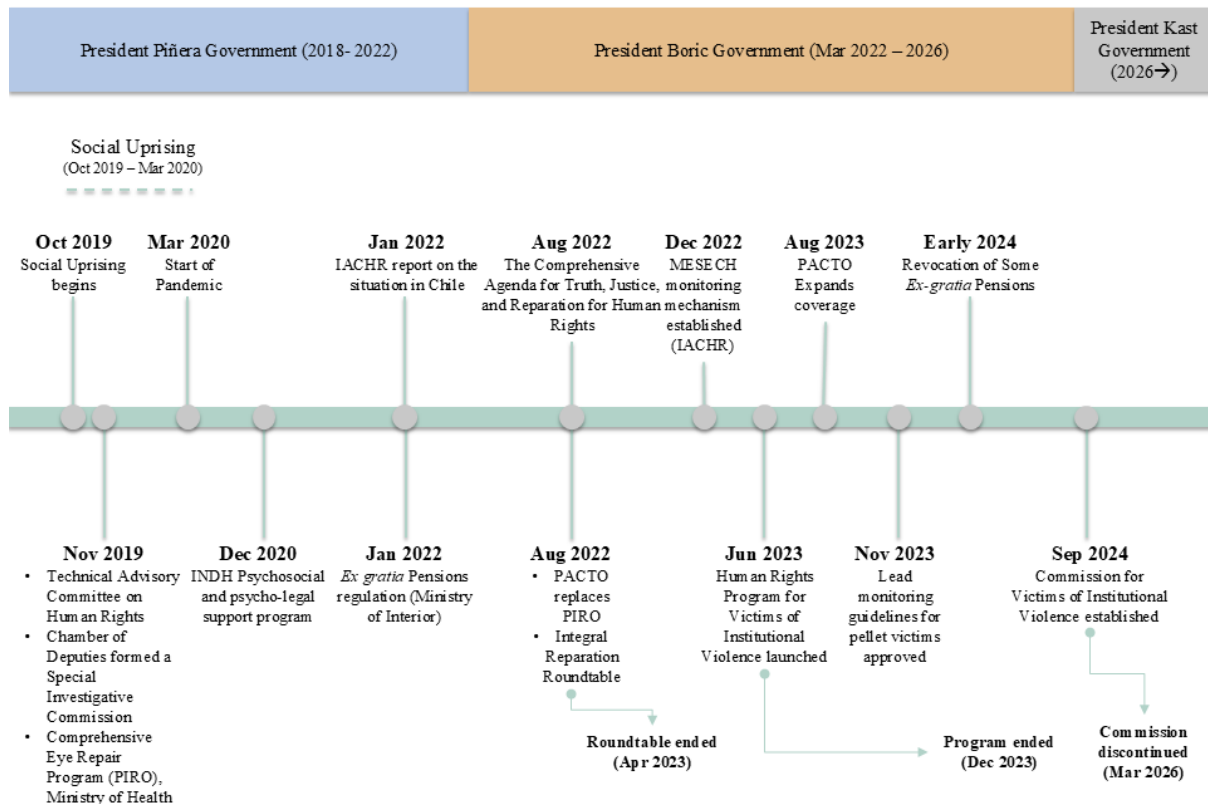 President Piñera Government (2018- 2022)
President Boric Government (Mar 2022 – 2026)
President Kast
Government
(2026→)
Social Uprising
(Oct 2019 – Mar 2020)
Oct 2019
Social Uprising
begins
Mar 2020
Start of
Pandemic
Jan 2022
IACHR report on the
situation in Chile
Aug 2022
The Comprehensive
Agenda for Truth, Justice,
and Reparation for Human
Rights
Dec 2022
MESECH
monitoring
mechanism
established
(IACHR)
Aug 2023
PACTO
Expands
coverage
Early 2024
Revocation of Some
Ex-gratia Pensions
Nov 2019
• Technical Advisory
Committee on
Human Rights
• Chamber of
Deputies formed a
Special
Investigative
Commission
• Comprehensive
Eye Repair
Program (PIRO),
Ministry of Health
Dec 2020
INDH Psychosocial
and psycho-legal
support program
Jan 2022
Ex gratia Pensions
regulation (Ministry
of Interior)
Aug 2022
• PACTO
replaces
PIRO
• Integral
Reparation
Roundtable
Roundtable ended
(Apr 2023)
Jun 2023
Human Rights
Program for
Victims of
Institutional
Violence launched
Program ended
(Dec 2023)
Nov 2023
Lead
monitoring
guidelines for
pellet victims
approved
Sep 2024
Commission for
Victims of Institutional
Violence established
Commission
discontinued
(Mar 2026)